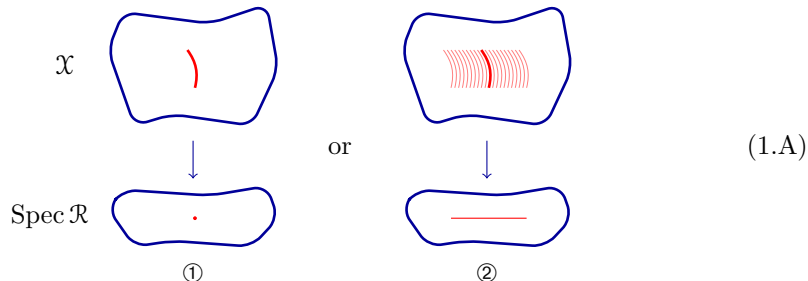 𝒳
or
(1.A)
Spec ℛ
① ②